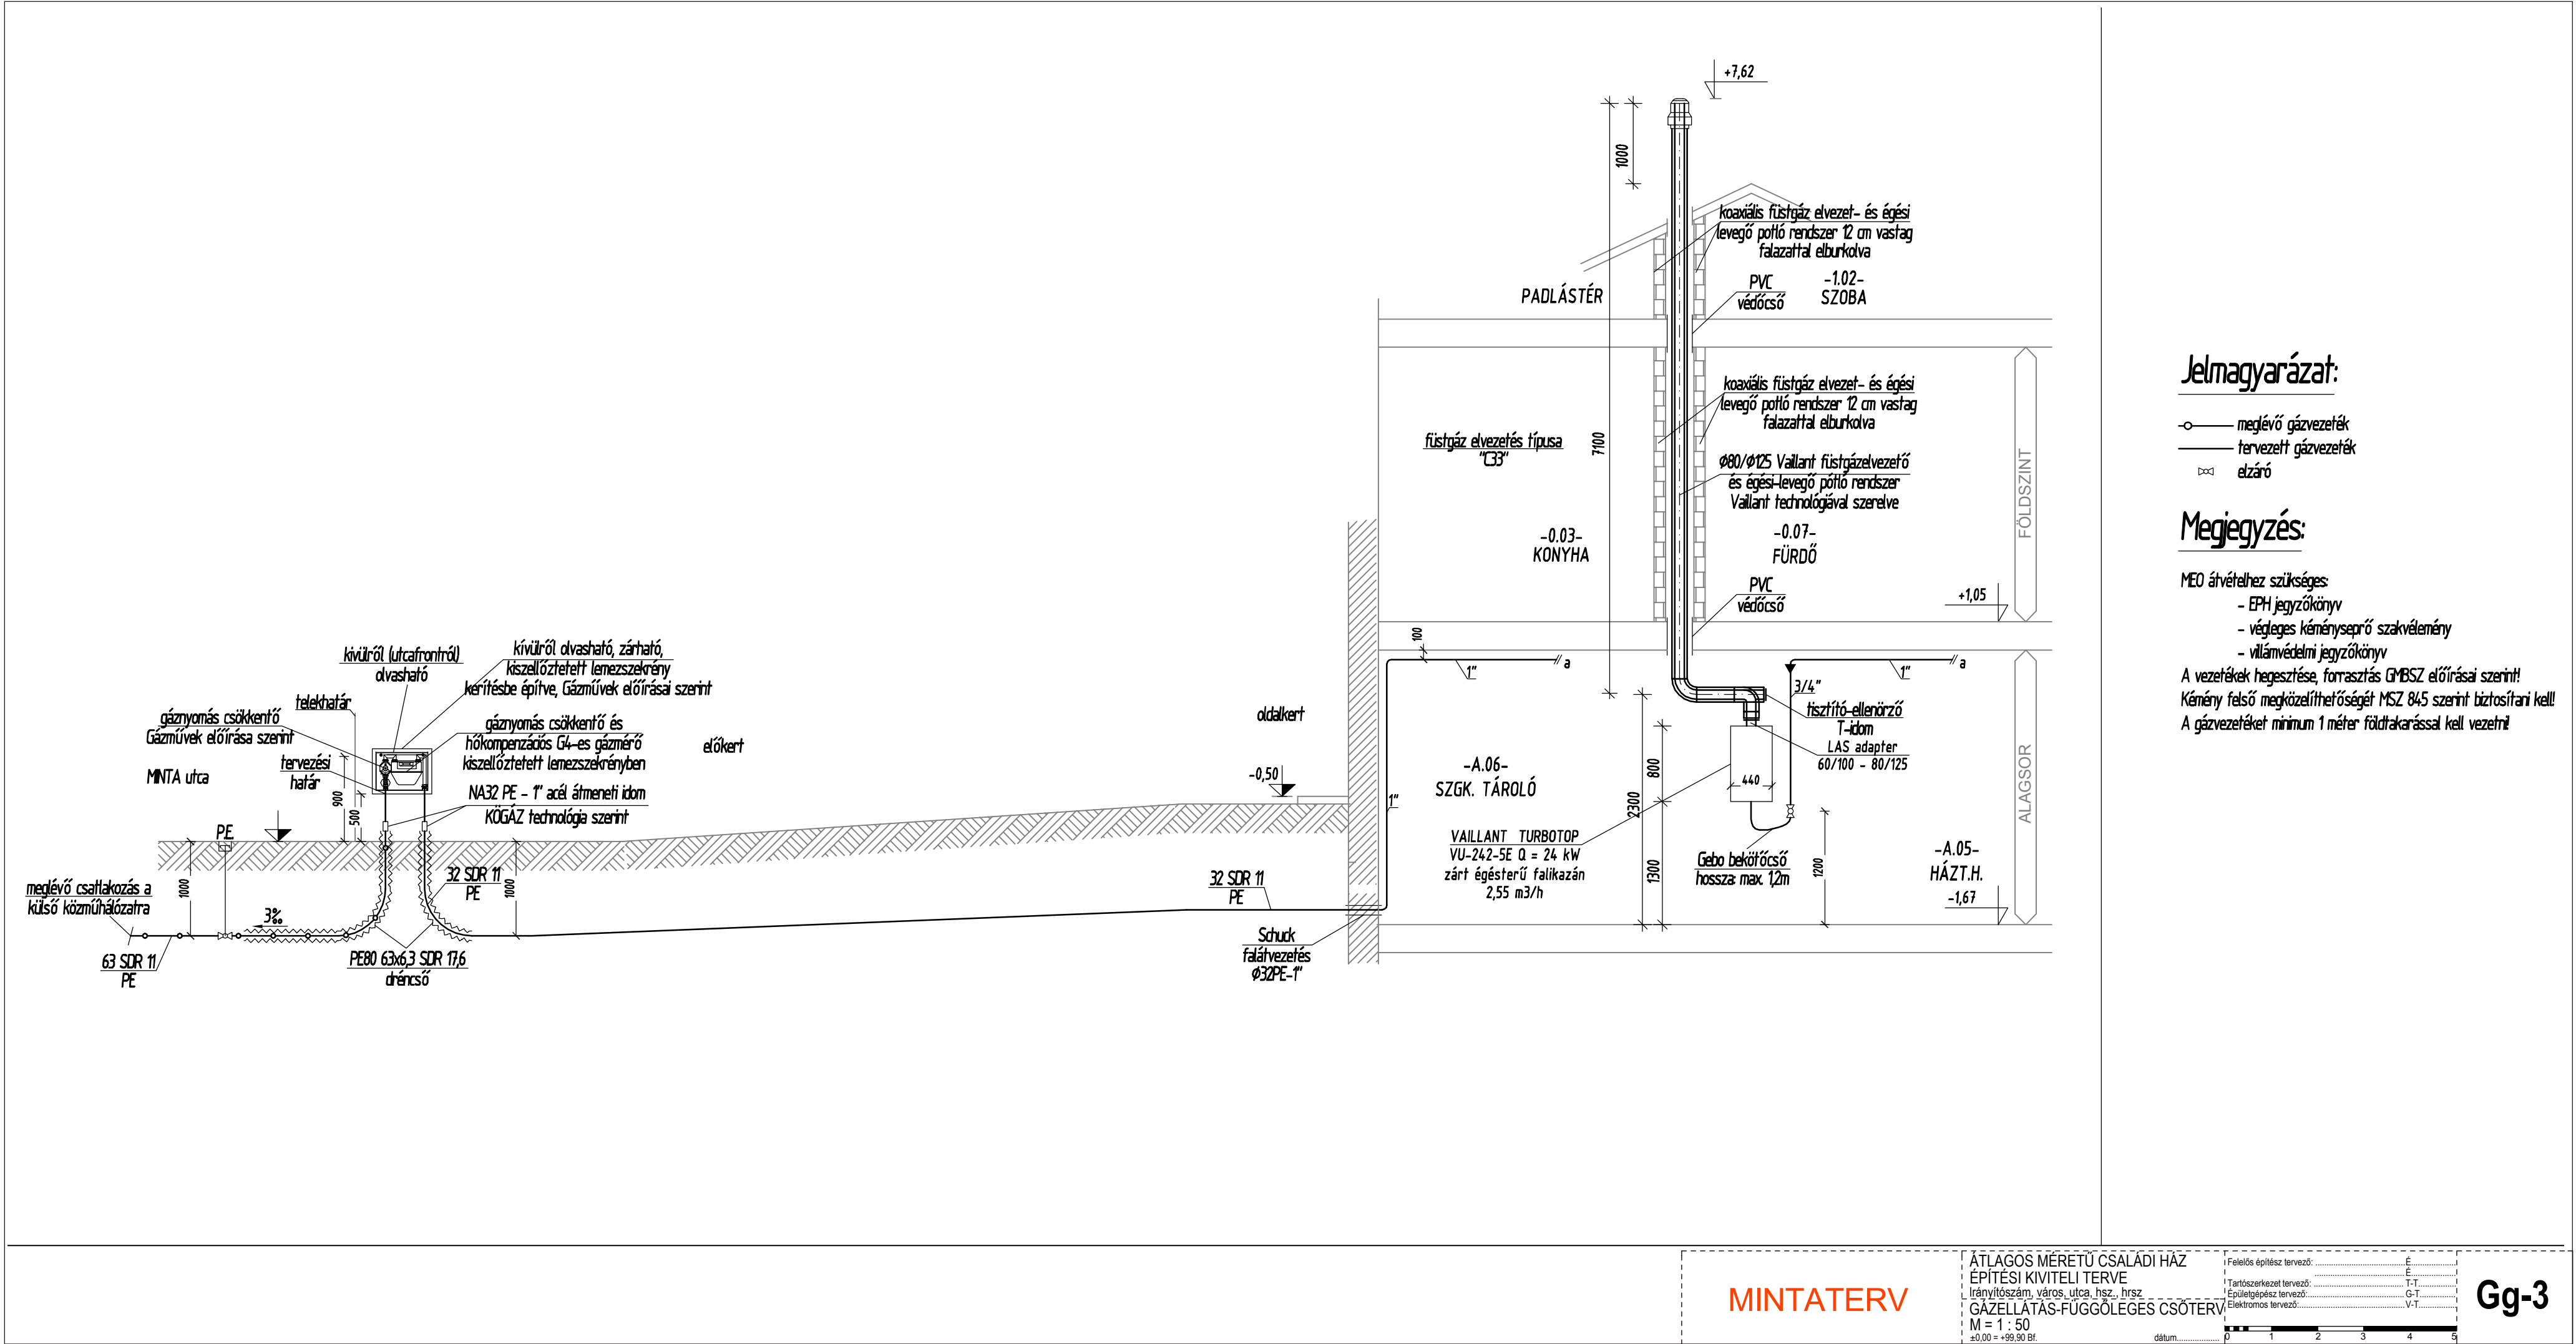 +7,62
1000
koaxiális füstgáz elvezet- és égési
levegő potló rendszer 12 cm vastag
falazattal elburkolva
PADLÁSTÉR
PVC
védőcső
-1.02-
SZOBA
koaxiális füstgáz elvezet- és égési
levegő potló rendszer 12 cm vastag
falazattal elburkolva
füstgáz elvezetés típusa
"C33"
7100
Ø80/Ø125 Vaillant füstgázelvezető
és égési-levegő pótló rendszer
Vaillant technológiával szerelve
-0.03-
KONYHA
-0.07-
FÜRDŐ
PVC
védőcső
+1,05
FÖLDSZINT
100
1"
a
1"
a
3/4"
tisztító-ellenőrző
T-idom
LAS adapter
60/100 - 80/125
-A.06-
SZGK. TÁROLÓ
1"
800
440
2300
1300
1200
VAILLANT TURBOTOP
VU-242-5E Q = 24 kW
zárt égésterű falikazán
2,55 m3/h
Gebo bekötőcső
hossza: max. 1,2m
-A.05-
HÁZT.H.
-1,67
ALAGSOR
kivülről (utcafrontról)
olvasható
kívülről olvasható, zárható,
kiszellőztetett lemezszekrény
kerítésbe építve, Gázművek előírásai szerint
telekhatár
gáznyomás csökkentő
Gázművek előírása szerint
gáznyomás csökkentő és
hőkompenzációs G4-es gázmérő
kiszellőztetett lemezszekrényben
előkert
oldalkert
MINTA utca
tervezési
határ
900
500
NA32 PE - 1" acél átmeneti idom
KÖGÁZ technológia szerint
-0,50
PE
1000
1000
32 SDR 11
PE
meglévő csatlakozás a
külső közműhálózatra
3‰
63 SDR 11
PE
PE80 63x6,3 SDR 17,6
dréncső
32 SDR 11
PE
Schuck
falátvezetés
Ø32PE-1"
Jelmagyarázat:
meglévő gázvezeték
tervezett gázvezeték
elzáró
Megjegyzés:
MEO átvételhez szükséges:
- EPH jegyzőkönyv
- végleges kéményseprő szakvélemény
- villámvédelmi jegyzőkönyv
A vezetékek hegesztése, forrasztás GMBSZ előírásai szerint!
Kémény felső megközelíthetőségét MSZ 845 szerint biztosítani kell!
A gázvezetéket minimum 1 méter földtakarással kell vezetni!
MINTATERV
ÁTLAGOS MÉRETŰ CSALÁDI HÁZ
ÉPÍTÉSI KIVITELI TERVE
Irányítószám, város, utca, hsz., hrsz
GÁZELLÁTÁS-FÜGGŐLEGES CSŐTERV
M = 1 : 50
±0,00 = +99,90 Bf. dátum..................
Felelős építész tervező: ..................É..................
..................É..................
Tartószerkezet tervező: ..................T-T..................
Épületgépész tervező:..................G-T..................
Elektromos tervező:..................V-T..................
0 1 2 3 4 5
Gg-3